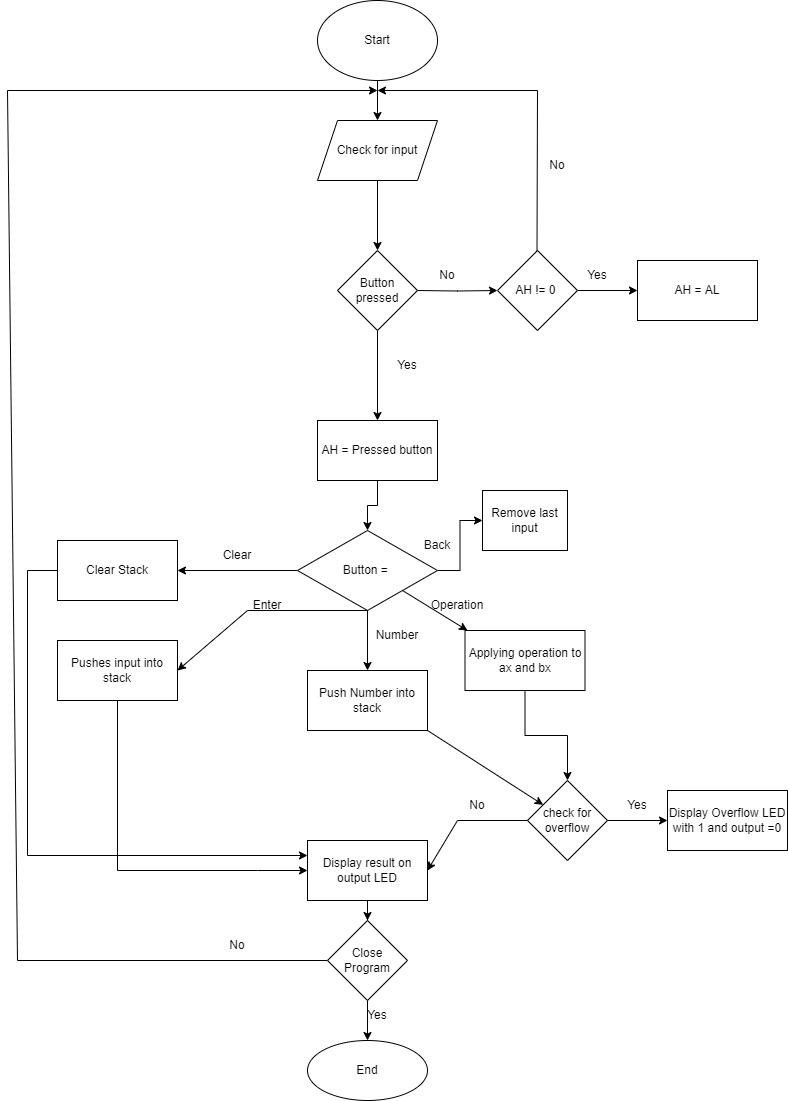 Start
Check for input
No
Button
pressed
No
AH != 0
Yes
AH = AL
Yes
AH = Pressed button
Remove last
input
Back
Clear
Clear Stack
Button =
Enter
Operation
Number
Pushes input into
stack
Applying operation to
ax and bx
Push Number into
stack
No
check for
overflow
Yes
Display Overflow LED
with 1 and output =0
Display result on
output LED
No
Close
Program
Yes
End